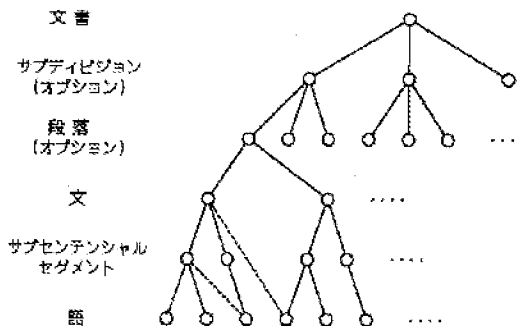 文書
サブディビジョン
(オプション)
段落
(オプション)
文
サブセンテンシャル
セグメント
語